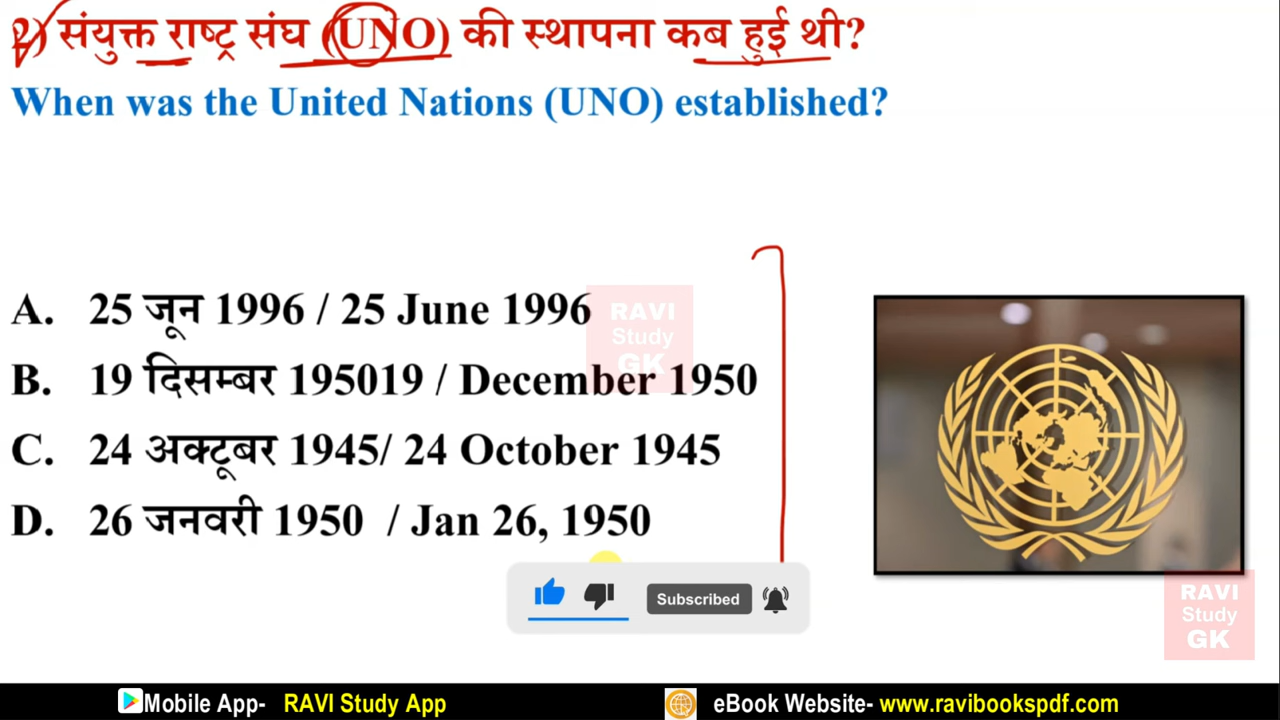 2) संयुक्त राष्ट्र संघ (UNO) की स्थापना कब हुई थी?
When was the United Nations (UNO) established?
A. 25 जून 1996 / 25 June 1996
B. 19 दिसम्बर 195019 / December 1950
C. 24 अक्टूबर 1945/ 24 October 1945
D. 26 जनवरी 1950 / Jan 26, 1950
RAVI
Study
GK
Subscribed
RAVI
Study
GK
Mobile App- RAVI Study App
eBook Website- www.ravibookspdf.com